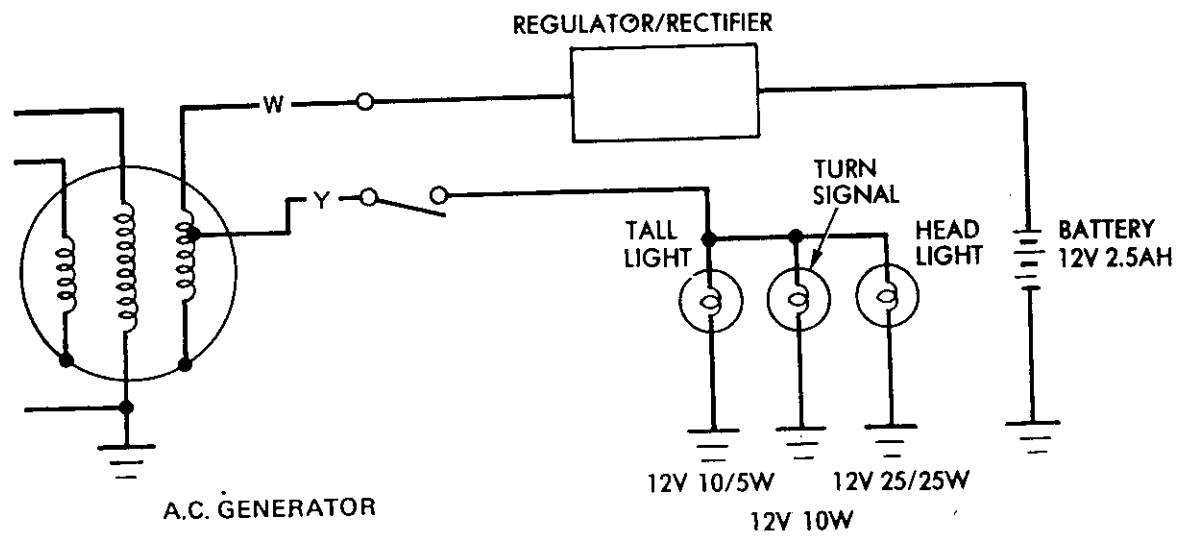 REGULATOR/RECTIFIER
W
Y
TURN
SIGNAL
TALL
LIGHT
HEAD
LIGHT
BATTERY
12V 2.5AH
12V 10/5W
12V 25/25W
12V 10W
A.C. GENERATOR